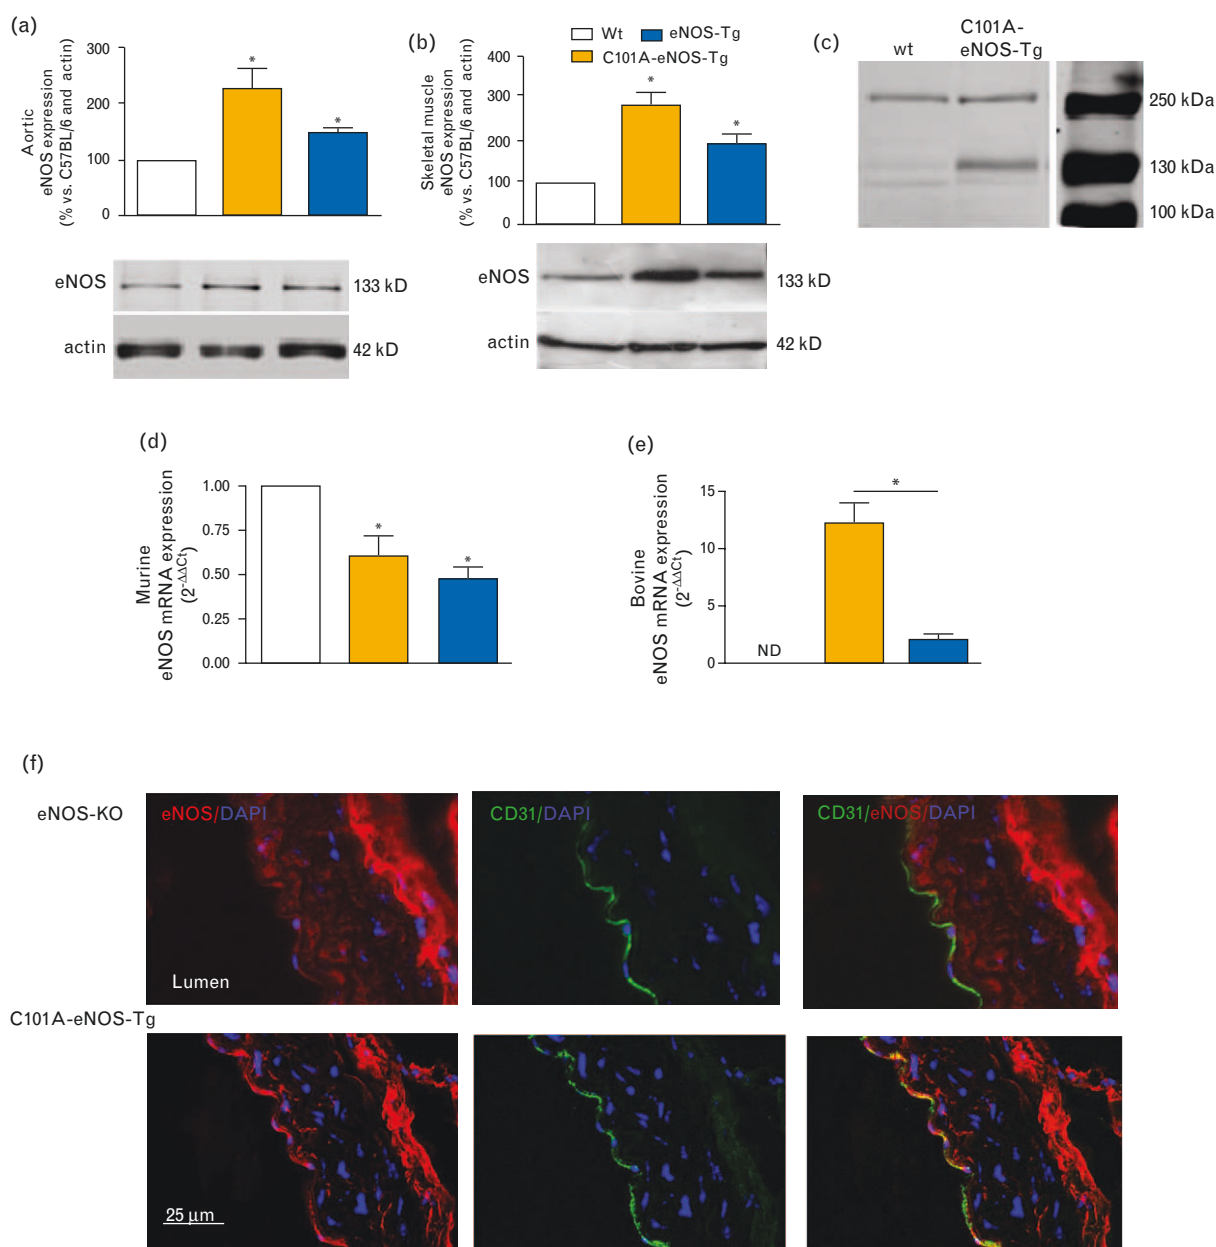 (a)
300
200
100
0
Aortic
eNOS expression
(% vs. C57BL/6 and actin)
*
*
eNOS
133 kD
actin
42 kD
(b)
Wt
eNOS-Tg
C101A-eNOS-Tg
400
300
200
100
0
Skeletal muscle
eNOS expression
(% vs. C57BL/6 and actin)
*
*
eNOS
133 kD
actin
42 kD
(c)
wt
C101A-
eNOS-Tg
250 kDa
130 kDa
100 kDa
(d)
1.00
0.75
0.50
0.25
0.00
Murine
eNOS mRNA expression
(2-ΔΔCt)
*
*
(e)
15
10
5
0
Bovine
eNOS mRNA expression
(2-ΔΔCt)
ND
*
(f)
eNOS-KO
eNOS/DAPI
CD31/DAPI
CD31/eNOS/DAPI
Lumen
C101A-eNOS-Tg
25 μm